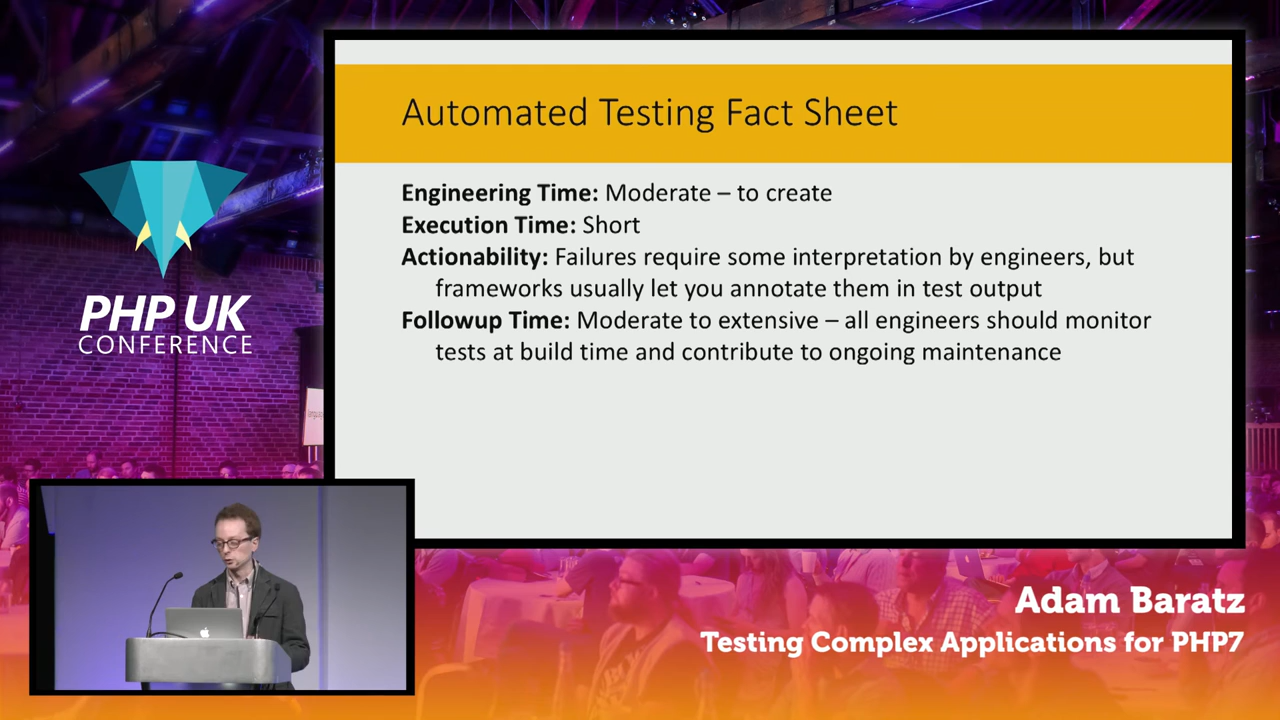 Automated Testing Fact Sheet
Engineering Time: Moderate – to create
Execution Time: Short
Actionability: Failures require some interpretation by engineers, but
frameworks usually let you annotate them in test output
Followup Time: Moderate to extensive – all engineers should monitor
tests at build time and contribute to ongoing maintenance
PHP UK
CONFERENCE
Adam Baratz
Testing Complex Applications for PHP7